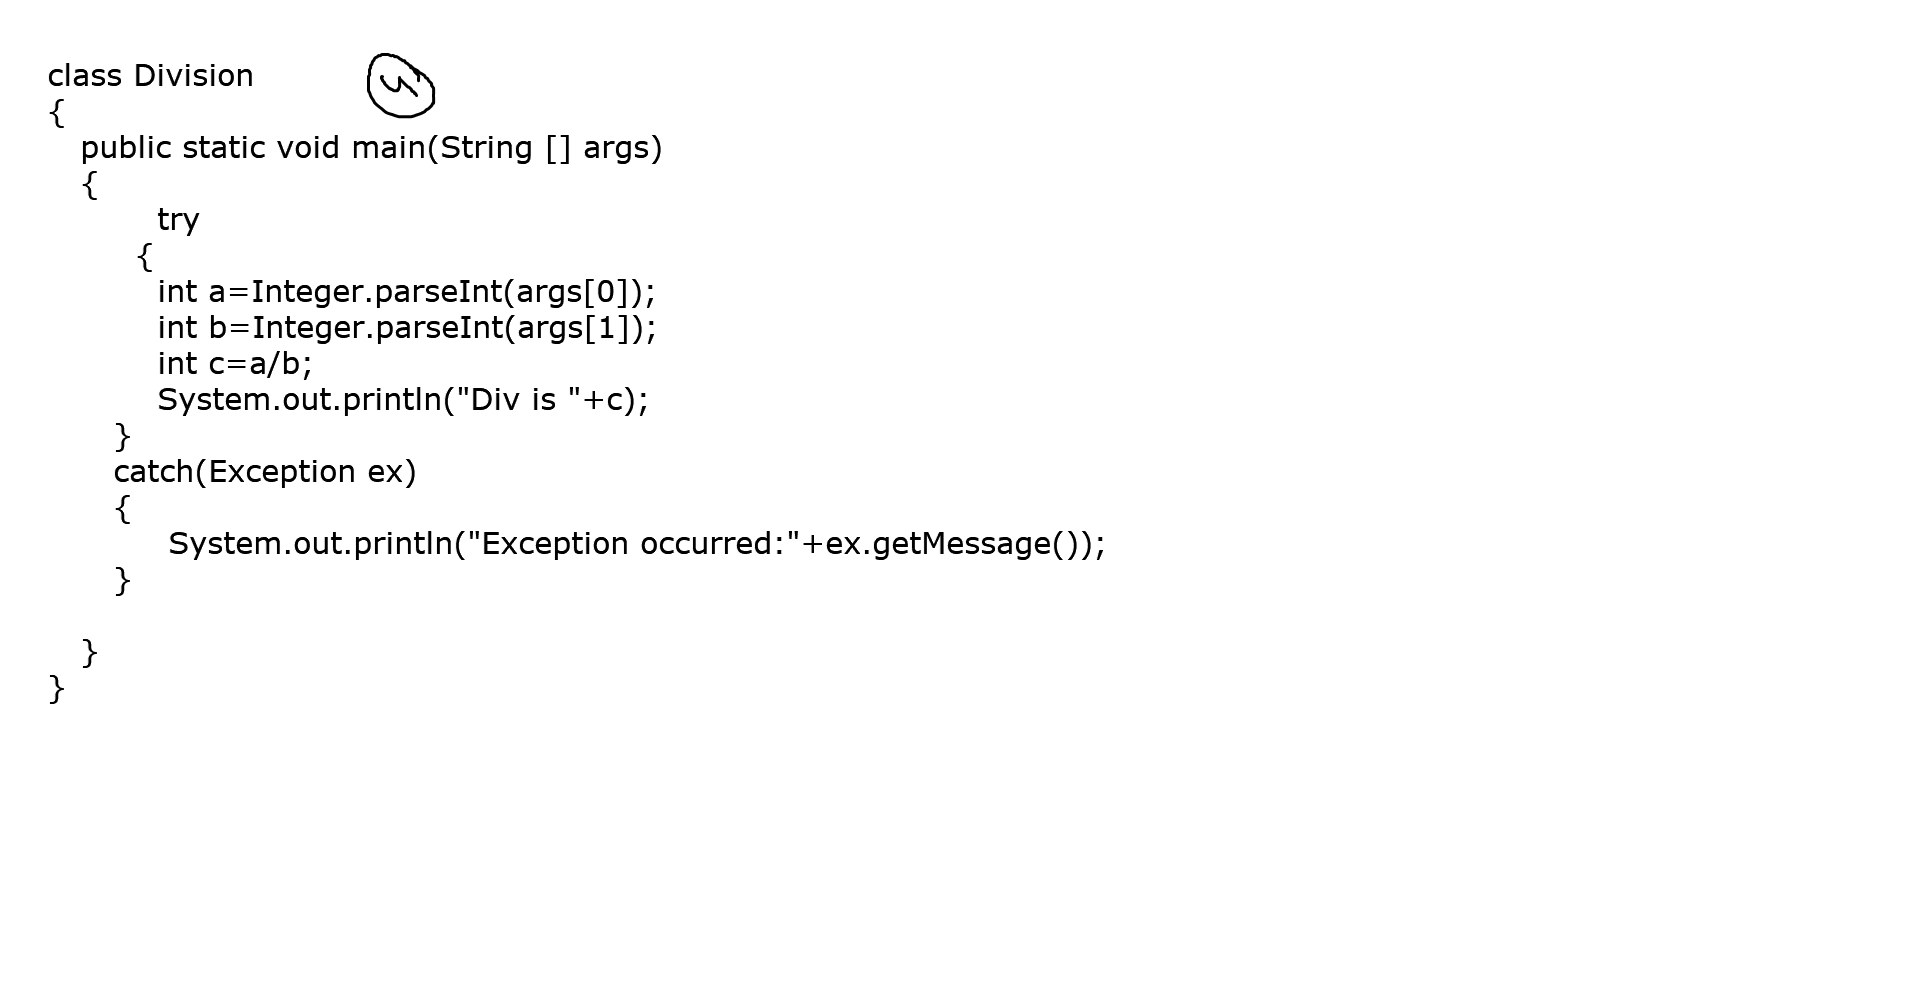 class Division
{
public static void main(String [] args)
{
try
{
int a=Integer.parseInt(args[0]);
int b=Integer.parseInt(args[1]);
int c=a/b;
System.out.println("Div is "+c);
}
catch(Exception ex)
{
System.out.println("Exception occurred:"+ex.getMessage());
}
}
}